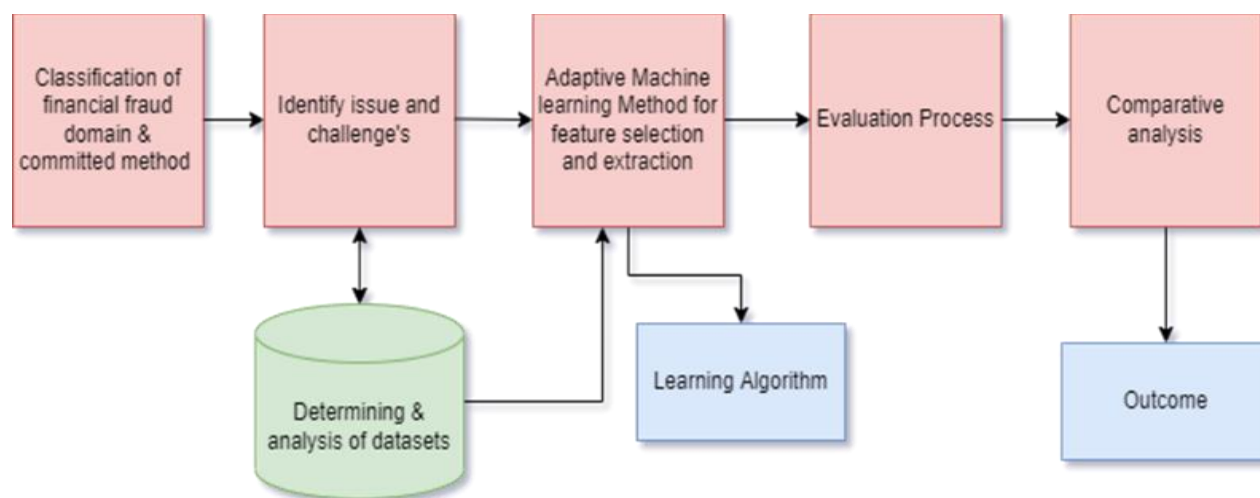 Classification of
financial fraud
domain &
committed method
Identify issue and
challenge's
Adaptive Machine
learning Method for
feature selection
and extraction
Evaluation Process
Comparative
analysis
Determining &
analysis of datasets
Learning Algorithm
Outcome